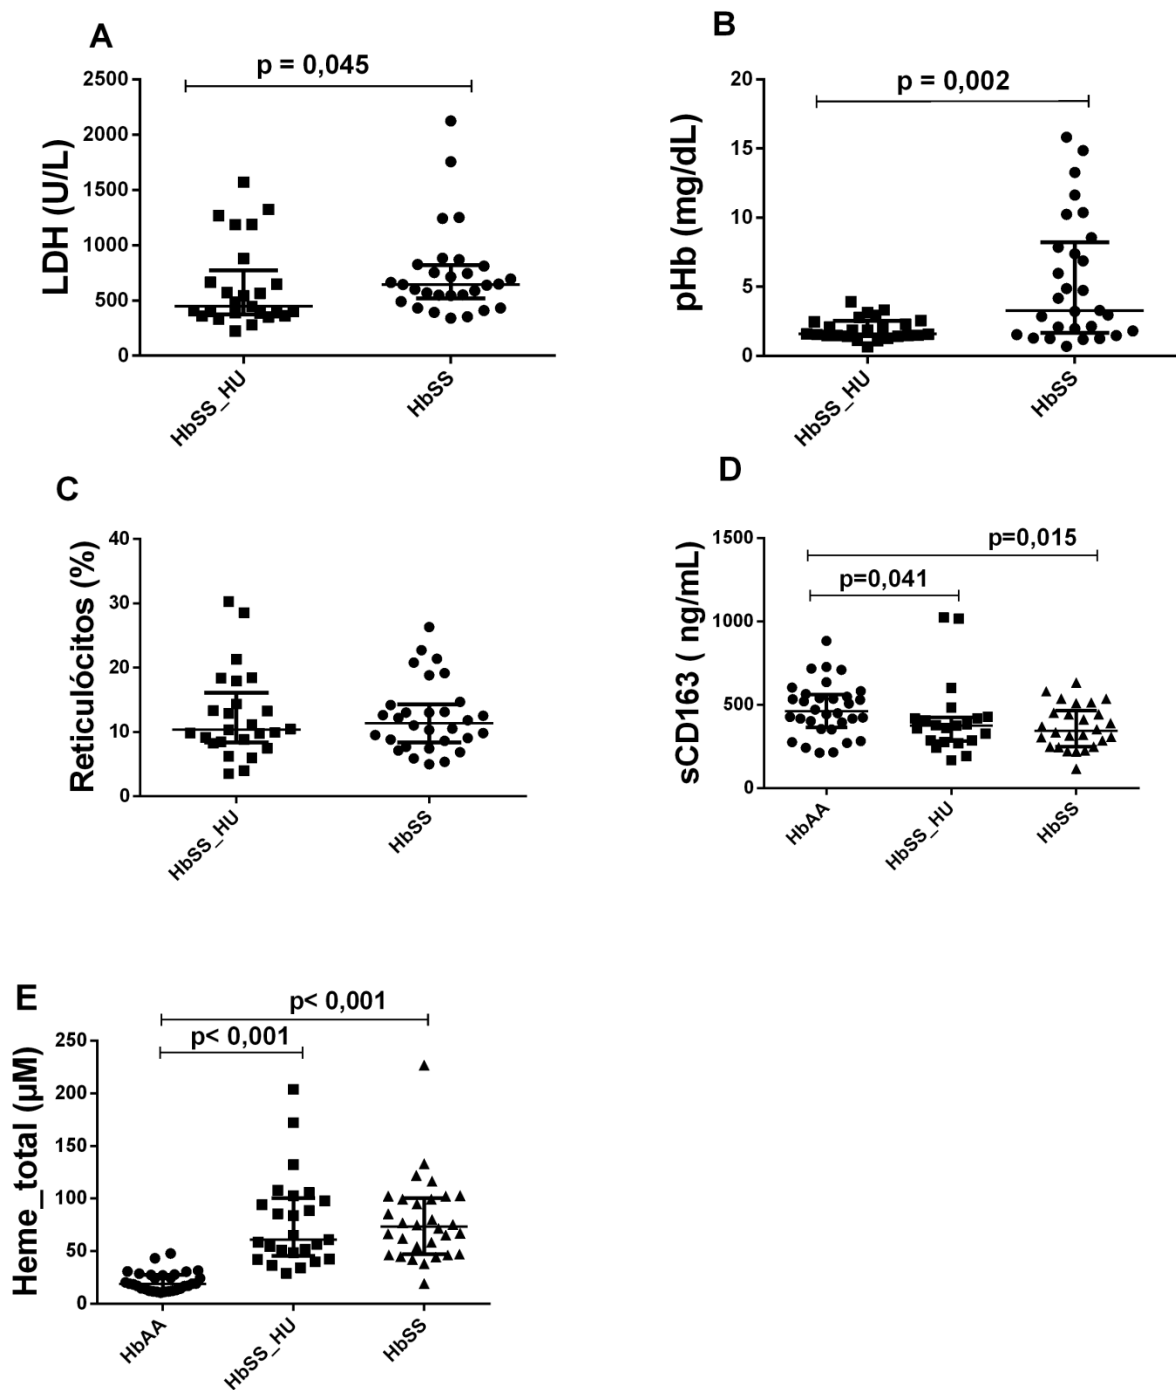 A
p = 0,045
LDH (U/L)
2500
2000
1500
1000
500
0
HbSS_HU
HbSS
B
p = 0,002
pHb (mg/dL)
20
15
10
5
0
HbSS_HU
HbSS
C
Reticulócitos (%)
40
30
20
10
0
HbSS_HU
HbSS
D
p=0,015
p=0,041
sCD163 ( ng/mL)
1500
1000
500
0
HbAA
HbSS_HU
HbSS
E
p< 0,001
p< 0,001
Heme_total (µM)
250
200
150
100
50
0
HbAA
HbSS_HU
HbSS